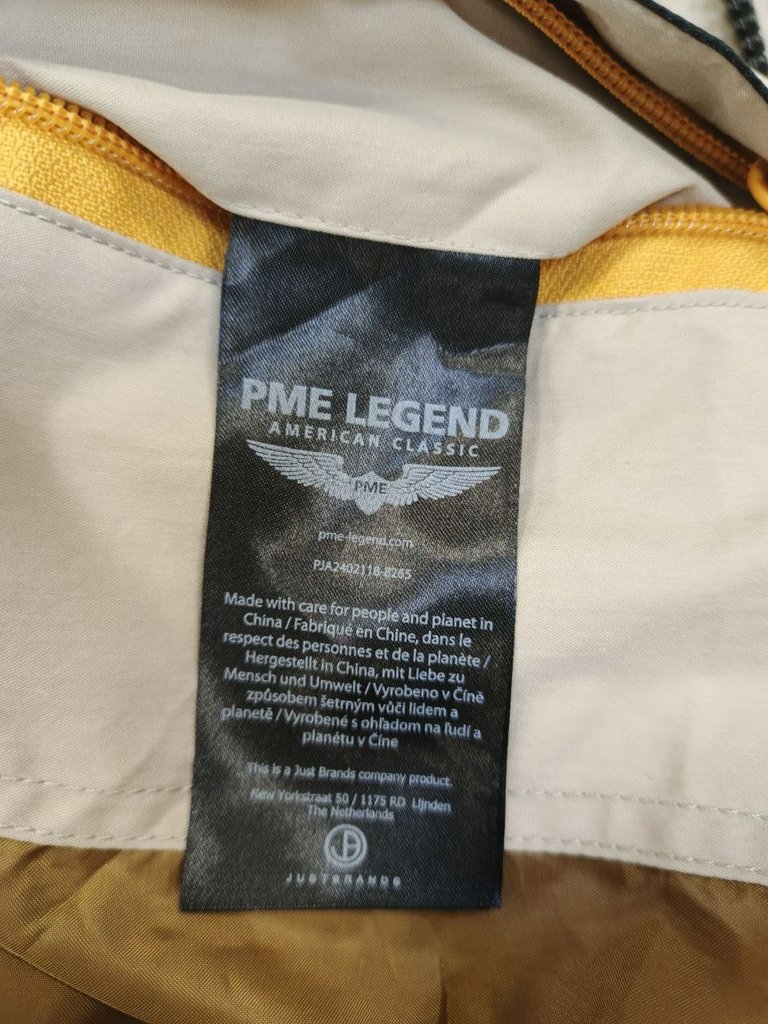 PME LEGEND
AMERICAN CLASSIC
PME
pme-legend.com
PJA2402118-8265
Made with care for people and planet in
China / Fabriqué en Chine, dans le
respect des personnes et de la planète /
Hergestellt in China, mit Liebe zu
Mensch und Umwelt / Vyrobeno v Číně
způsobem šetrným vůči lidem a
planetě / Vyrobené s ohľadom na ľudí a
planétu v Číne
This is a Just Brands company product.
New Yorkstraat 50 / 1175 RD Lijnden
The Netherlands
JUSTBRANDS